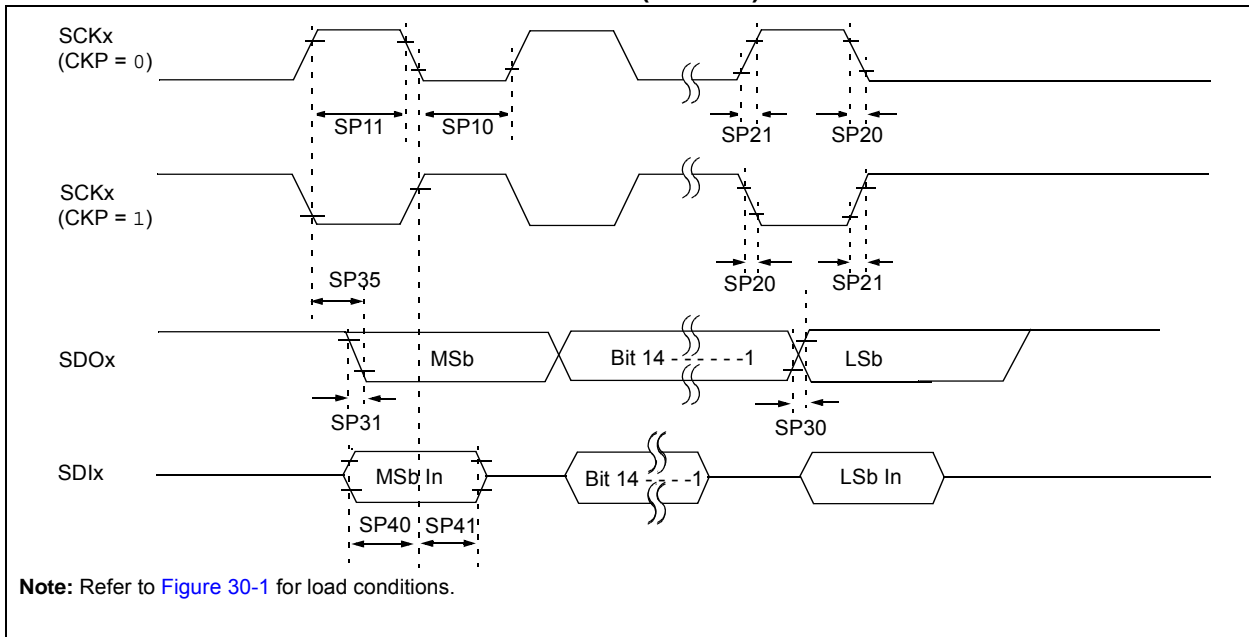 SCKx
(CKP = 0)
SP11
SP10
SP21
SP20
SCKx
(CKP = 1)
SP35
SP20
SP21
SDOx
MSb
Bit 14 - - - - - -1
LSb
SP31
SP30
SDIx
MSb In
Bit 14 - - - -1
LSb In
SP40
SP41
Note: Refer to Figure 30-1 for load conditions.